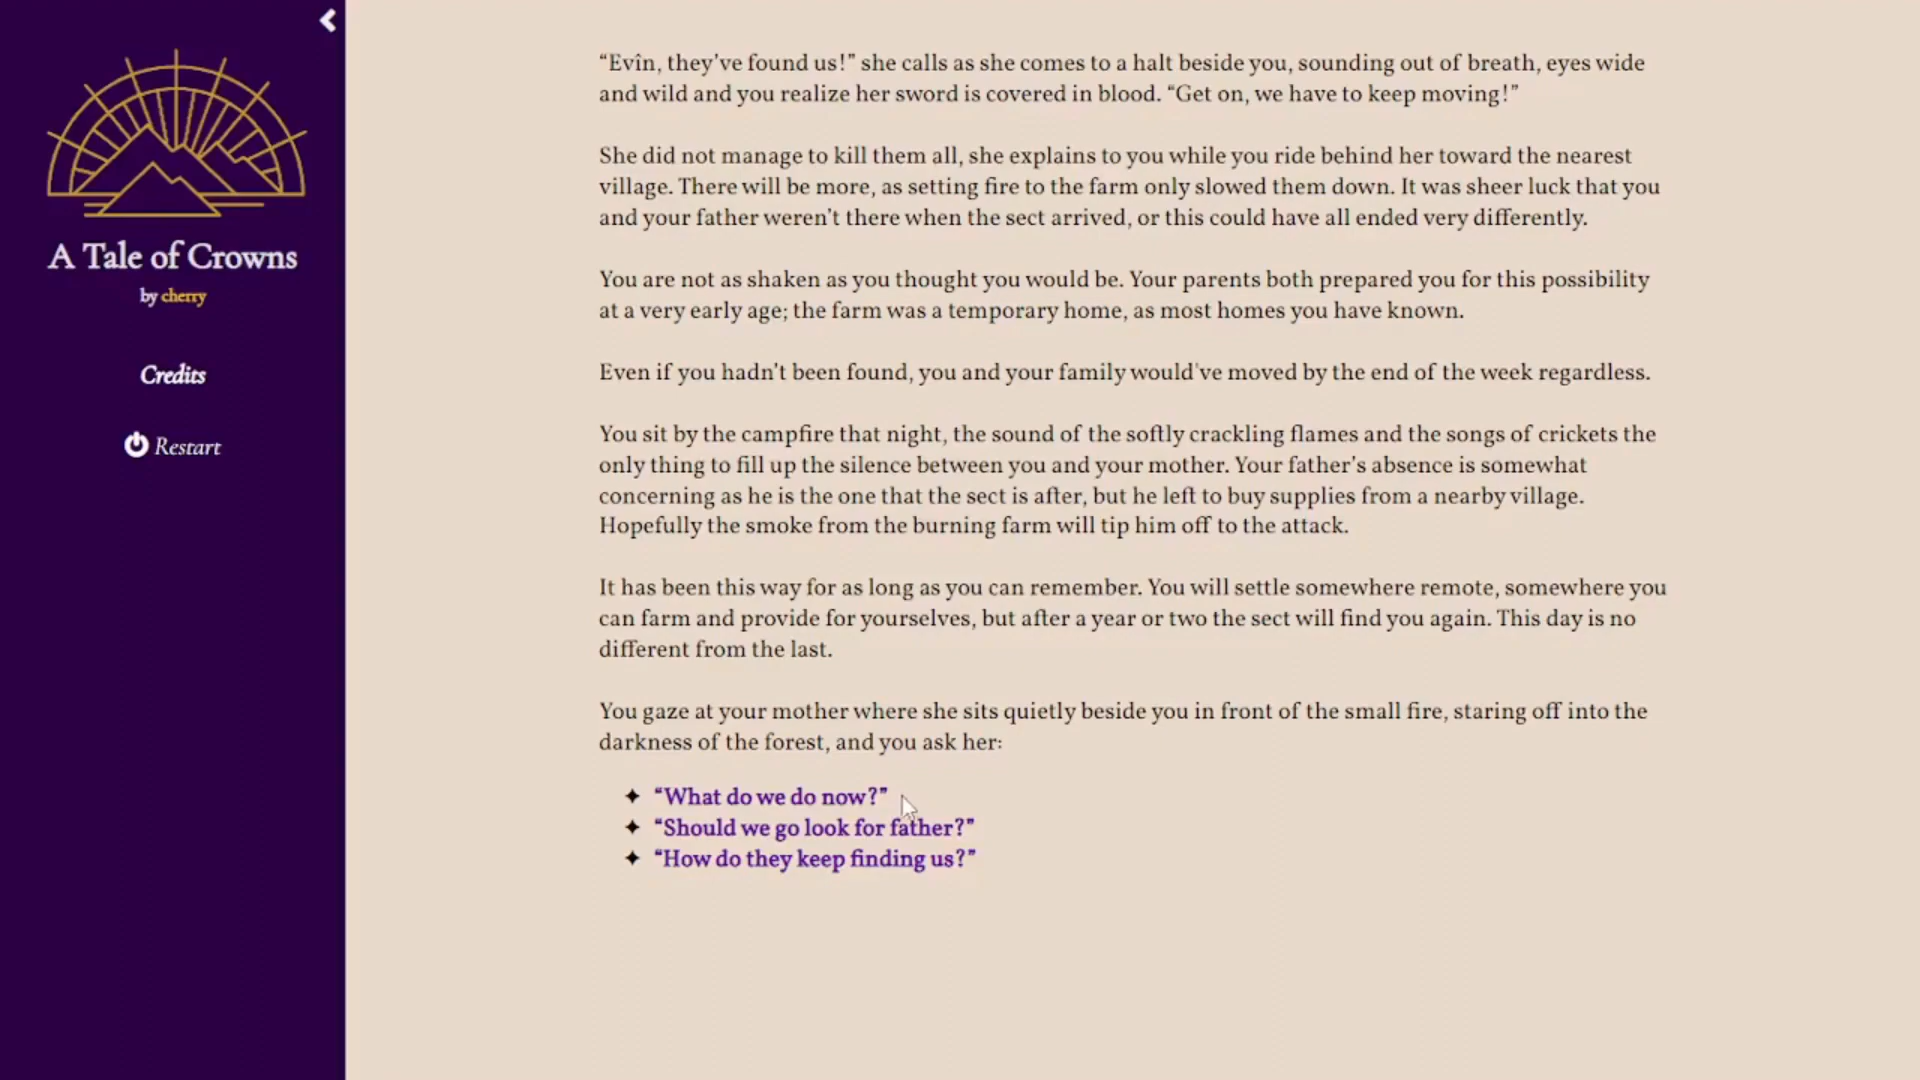 A Tale of Crowns
by cherry
Credits
Restart
“Evîn, they've found us!” she calls as she comes to a halt beside you, sounding out of breath, eyes wide
and wild and you realize her sword is covered in blood. “Get on, we have to keep moving!”
She did not manage to kill them all, she explains to you while you ride behind her toward the nearest
village. There will be more, as setting fire to the farm only slowed them down. It was sheer luck that you
and your father weren't there when the sect arrived, or this could have all ended very differently.
You are not as shaken as you thought you would be. Your parents both prepared you for this possibility
at a very early age; the farm was a temporary home, as most homes you have known.
Even if you hadn't been found, you and your family would've moved by the end of the week regardless.
You sit by the campfire that night, the sound of the softly crackling flames and the songs of crickets the
only thing to fill up the silence between you and your mother. Your father's absence is somewhat
concerning as he is the one that the sect is after, but he left to buy supplies from a nearby village.
Hopefully the smoke from the burning farm will tip him off to the attack.
It has been this way for as long as you can remember. You will settle somewhere remote, somewhere you
can farm and provide for yourselves, but after a year or two the sect will find you again. This day is no
different from the last.
You gaze at your mother where she sits quietly beside you in front of the small fire, staring off into the
darkness of the forest, and you ask her:
“What do we do now?”
“Should we go look for father?”
“How do they keep finding us?”